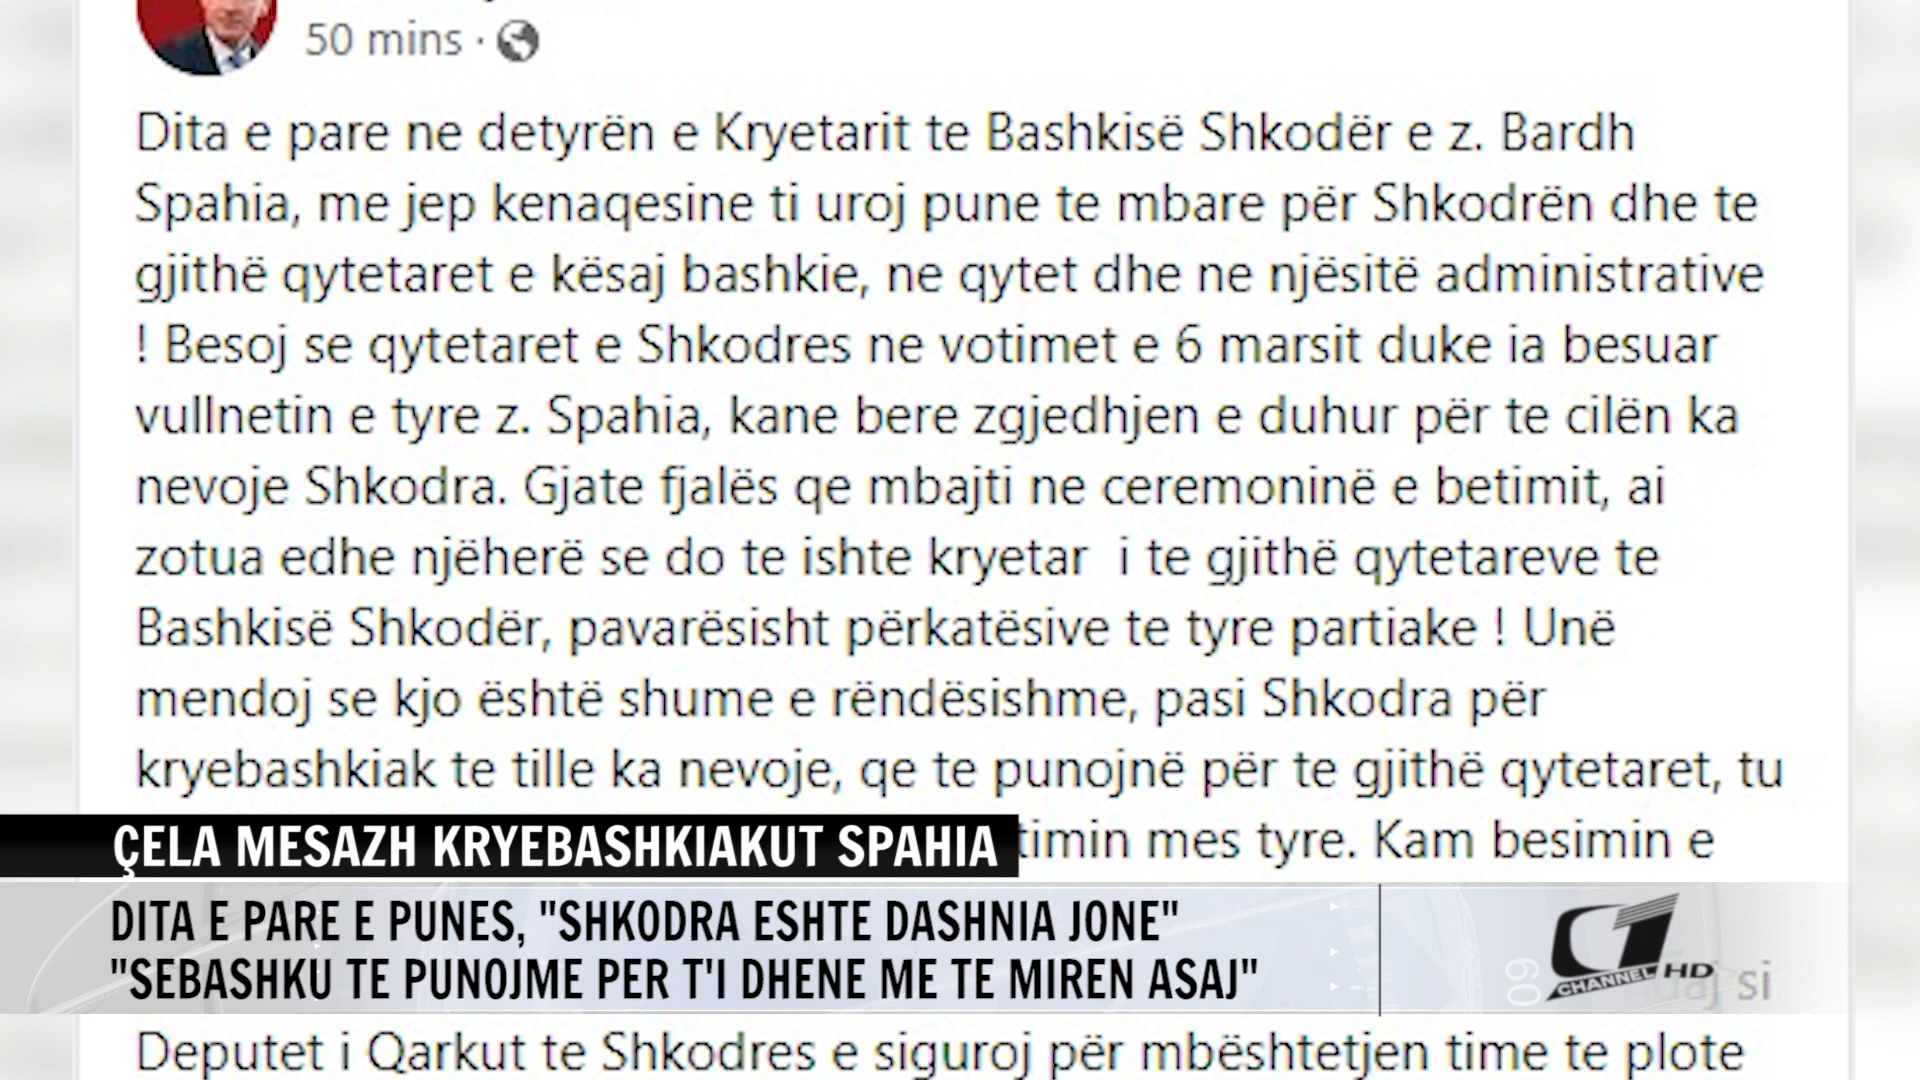 50 mins ·
Dita e pare ne detyrën e Kryetarit te Bashkisë Shkodër e z. Bardh
Spahia, me jep kenaqesine ti uroj pune te mbare për Shkodrën dhe te
gjithë qytetaret e kësaj bashkie, ne qytet dhe ne njësitë administrative
! Besoj se qytetaret e Shkodres ne votimet e 6 marsit duke ia besuar
vullnetin e tyre z. Spahia, kane bere zgjedhjen e duhur për te cilën ka
nevoje Shkodra. Gjate fjalës qe mbajti ne ceremoninë e betimit, ai
zotua edhe njëherë se do te ishte kryetar i te gjithë qytetareve te
Bashkisë Shkodër, pavarësisht përkatësive te tyre partiake ! Unë
mendoj se kjo është shume e rëndësishme, pasi Shkodra për
kryebashkiak te tille ka nevoje, qe te punojnë për te gjithë qytetaret, tu
timin mes tyre. Kam besimin e
ÇELA MESAZH KRYEBASHKIAKUT SPAHIA
DITA E PARE E PUNES, "SHKODRA ESHTE DASHNIA JONE"
"SEBASHKU TE PUNOJME PER T'I DHENE ME TE MIREN ASAJ"
09
C1
CHANNEL HD
si
Deputet i Qarkut te Shkodres e siguroj për mbështetjen time te plote